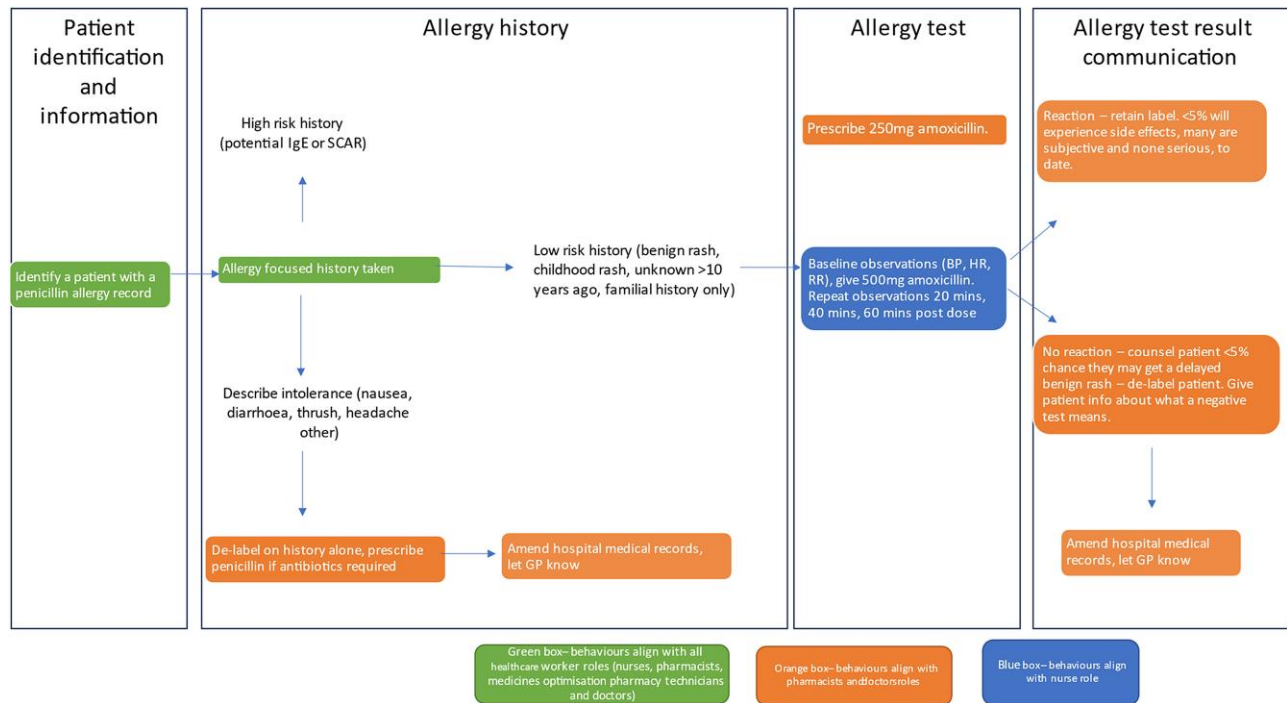 Patient
identification
and
information
Allergy history
Allergy test
Allergy test result
communication
High risk history
(potential IgE or SCAR)
Prescribe 250mg amoxicillin.
Reaction – retain label. <5% will
experience side effects, many are
subjective and none serious, to
date.
Identify a patient with a
penicillin allergy record
Allergy focused history taken
Low risk history (benign rash,
childhood rash, unknown >10
years ago, familial history only)
Baseline observations (BP, HR,
RR), give 500mg amoxicillin.
Repeat observations 20 mins,
40 mins, 60 mins post dose
No reaction – counsel patient <5%
chance they may get a delayed
benign rash – de-label patient. Give
patient info about what a negative
test means.
Describe intolerance (nausea,
diarrhoea, thrush, headache
other)
De-label on history alone, prescribe
penicillin if antibiotics required
Amend hospital medical records,
let GP know
Amend hospital medical
records, let GP know
Green box– behaviours align with all
healthcare worker roles (nurses, pharmacists,
medicines optimisation pharmacy technicians
and doctors)
Orange box– behaviours align with
pharmacists anddoctorsroles
Blue box– behaviours align
with nurse role